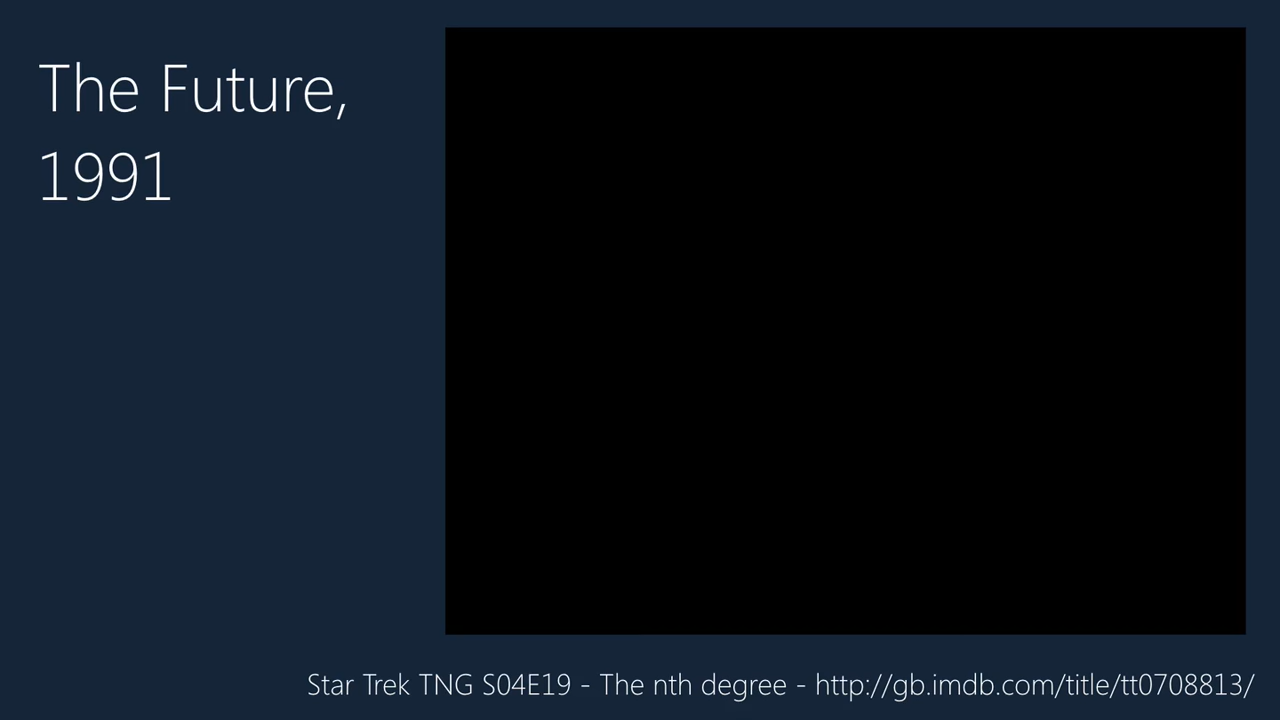 The Future,
1991
Star Trek TNG S04E19 - The nth degree - http://gb.imdb.com/title/tt0708813/